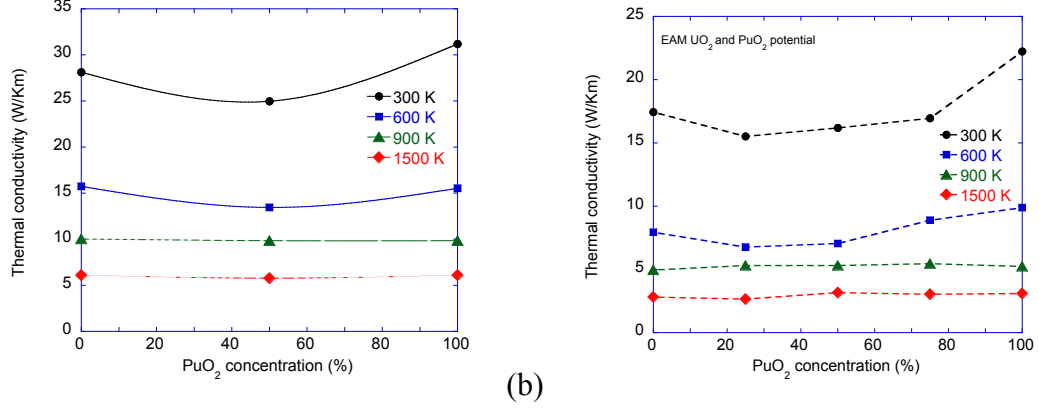 35
30
25
20
15
10
5
0
Thermal conductivity (W/Km)
300 K
600 K
900 K
1500 K
0 20 40 60 80 100
PuO2 concentration (%)
(b)
25
20
15
10
5
0
Thermal conductivity (W/Km)
EAM UO2 and PuO2 potential
300 K
600 K
900 K
1500 K
0 20 40 60 80 100
PuO2 concentration (%)